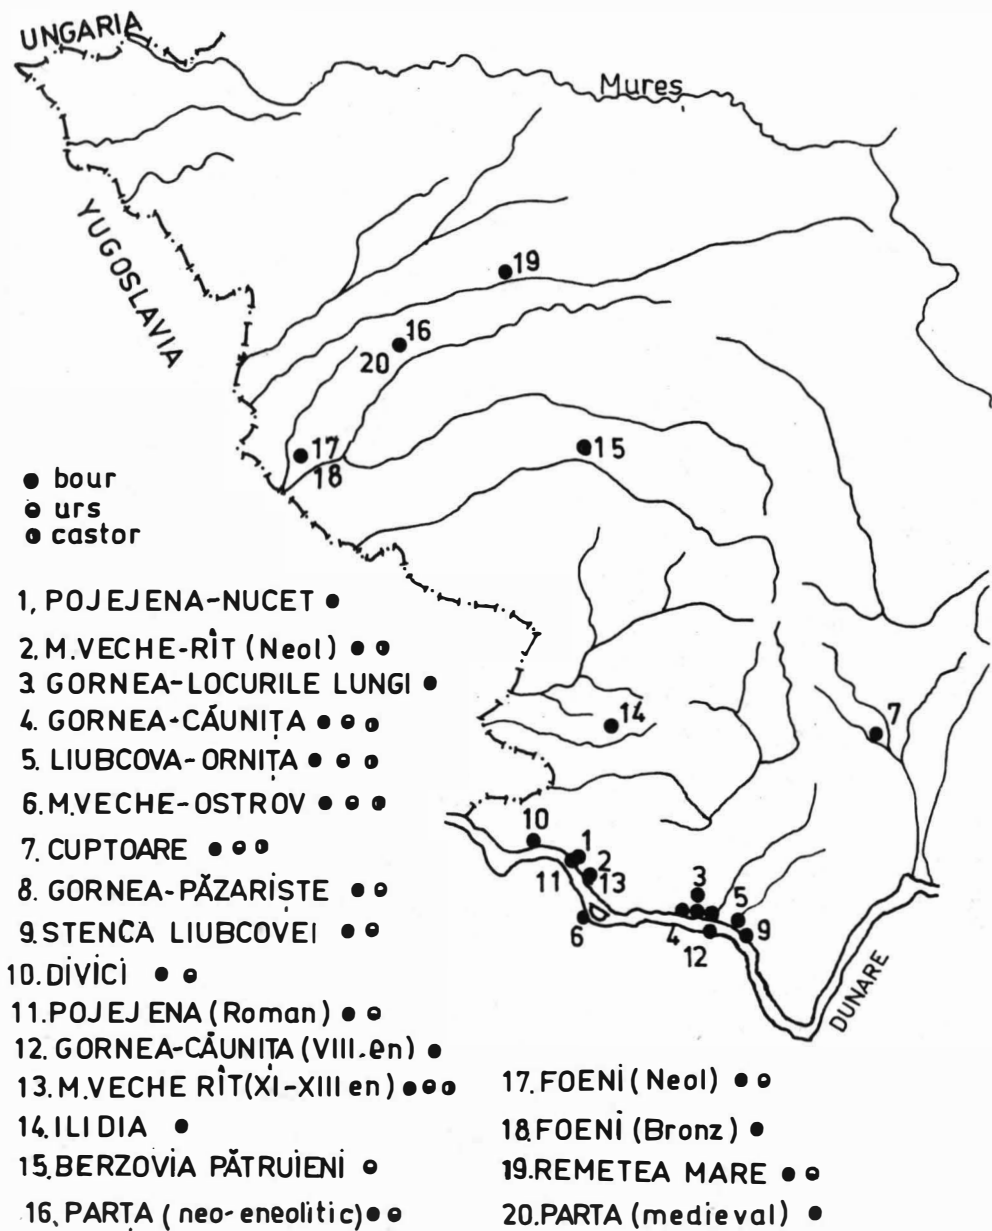 UNGARIA
Mureș
YUGOSLAVIA
19
16
20
17
18
15
● bour
urs
castor
14
7
10
1
11
2
13
3
6
4
12
5
9
DUNARE
1, POJEJENA-NUCET ●
2. M.VECHE-RÎT (Neol)
3 GORNEA-LOCURILE LUNGI ●
4. GORNEA-CĂUNIȚA
5. LIUBCOVA-ORNIȚA
6. M.VECHE-OSTROV
7. CUPTOARE
8. GORNEA-PĂZARIȘTE
9. STENCA LIUBCOVEI
10. DIVICI
11. POJEJENA (Roman)
12. GORNEA-CĂUNIȚA (VIII.en) ●
13. M.VECHE RÎT(XI-XIII en)
14. ILIDIA ●
15. BERZOVIA PĂTRUIENI
16. PARȚA (neo-eneolitic)
17. FOENI (Neol)
18. FOENI (Bronz) ●
19. REMETEA MARE
20. PARTA (medieval) ●